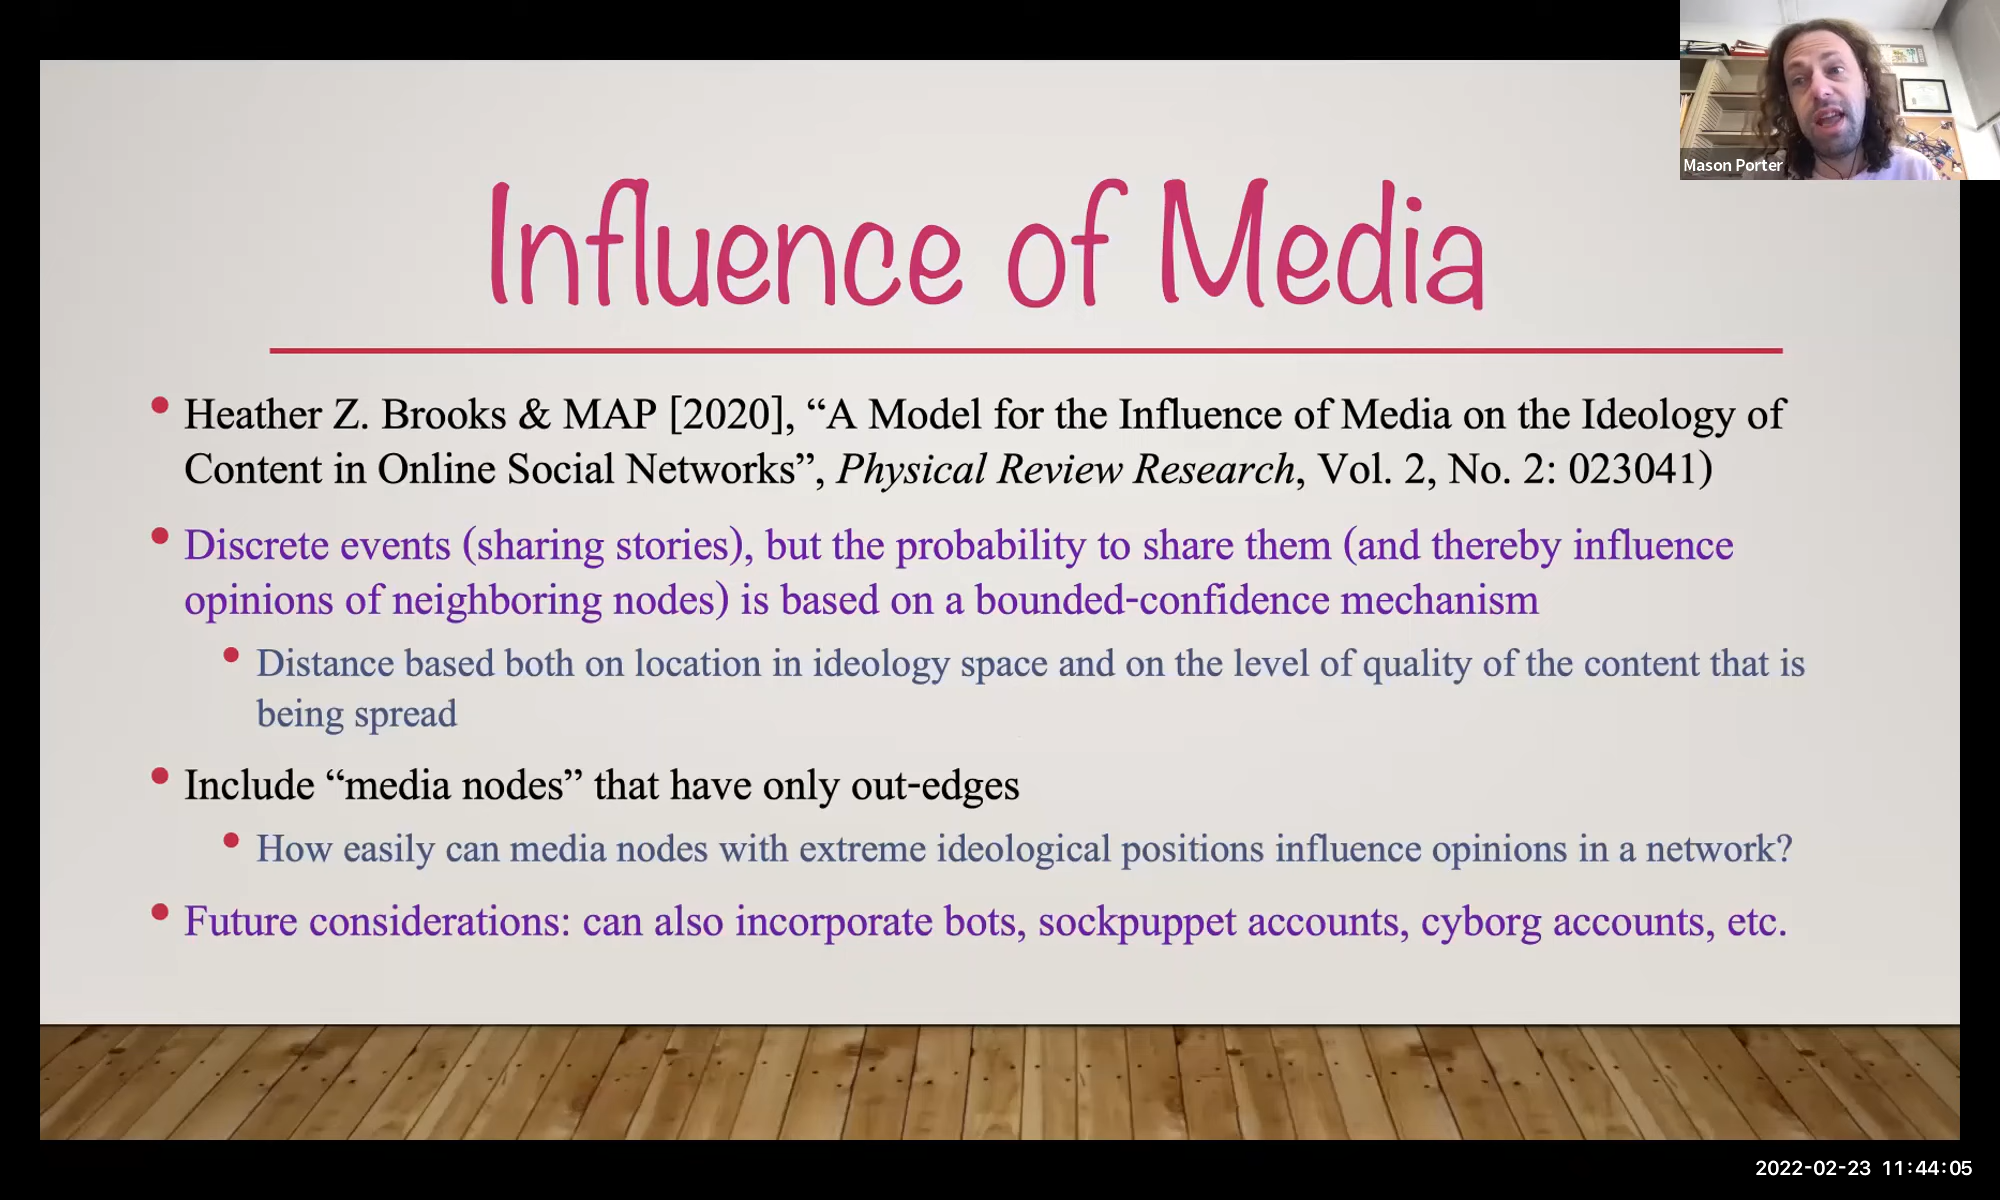 Mason Porter
Influence of Media
• Heather Z. Brooks & MAP [2020], “A Model for the Influence of Media on the Ideology of
Content in Online Social Networks”, Physical Review Research, Vol. 2, No. 2: 023041)
• Discrete events (sharing stories), but the probability to share them (and thereby influence
opinions of neighboring nodes) is based on a bounded-confidence mechanism
• Distance based both on location in ideology space and on the level of quality of the content that is
being spread
• Include “media nodes” that have only out-edges
• How easily can media nodes with extreme ideological positions influence opinions in a network?
• Future considerations: can also incorporate bots, sockpuppet accounts, cyborg accounts, etc.
2022-02-23 11:44:05